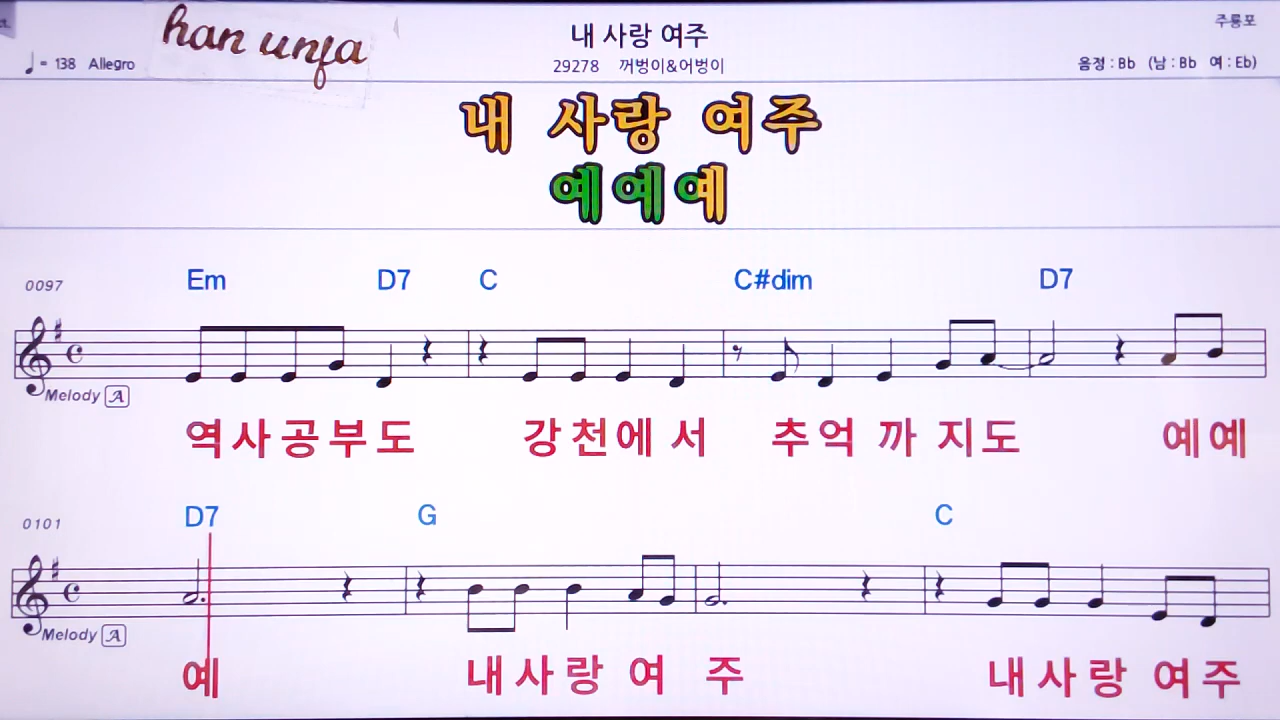 han unfa
내 사랑 여주
주룡포
♩= 138 Allegro
29278 꺼벙이&어벙이
음정 : Bb (남 : Bb 여 : Eb)
내 사랑 여주
예예예
0097 Em D7 C C#dim D7
Melody A
역사공부도 강천에서 추억까지도 예예
0101 D7 G C
Melody A
예 내사랑여주 내사랑여주